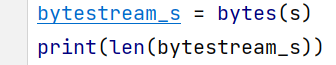 bytestream_s = bytes(s)
print(len(bytestream_s))